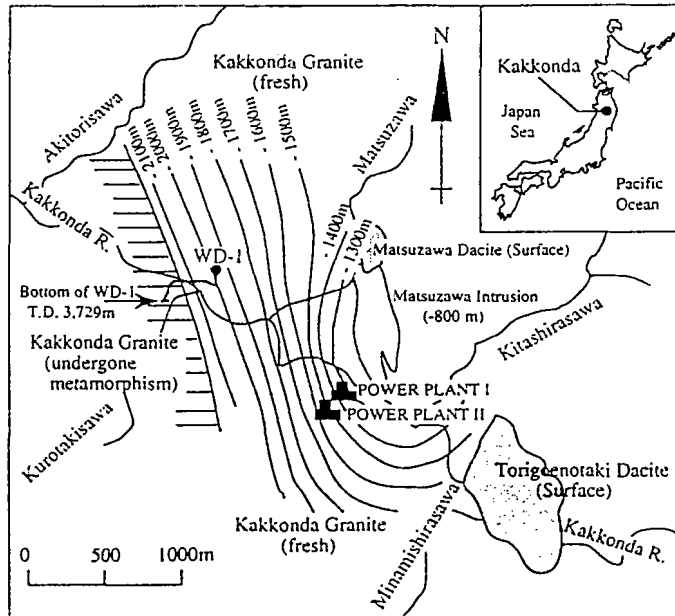 Kakkonda Granite
(fresh)
N
Kakkonda
Japan
Sea
Pacific
Ocean
Akitorisawa
Matsuzawa
- 2100m
- 2000m
- 1900m
- 1800m
- 1700m
- 1600m
- 1500m
- 1400m
- 1300m
Kakkonda R.
WD-1
Matsuzawa Dacite (Surface)
Bottom of WD-1
T.D. 3,729m
Matsuzawa Intrusion
(-800 m)
Kakkonda Granite
(undergone
metamorphism)
Kitashirasawa
POWER PLANT I
POWER PLANT II
Kurotakisawa
Torigoenotaki Dacite
(Surface)
Kakkonda Granite
(fresh)
Minamishirasawa
Kakkonda R.
0 500 1000m